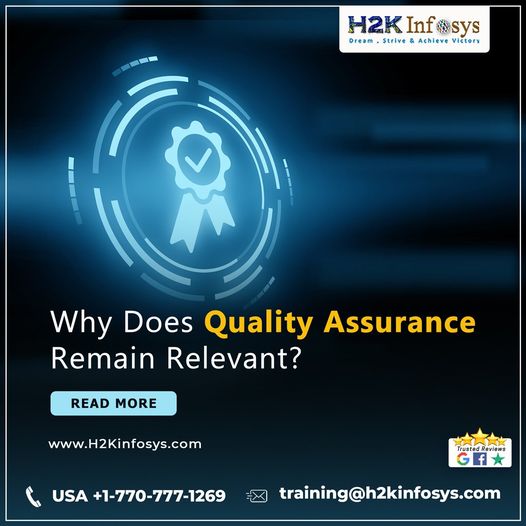 H2K Infosys
Dream . Strive & Achieve Victory
Why Does Quality Assurance
Remain Relevant?
READ MORE
www.H2Kinfosys.com
Trusted Reviews
USA +1-770-777-1269
training@h2kinfosys.com